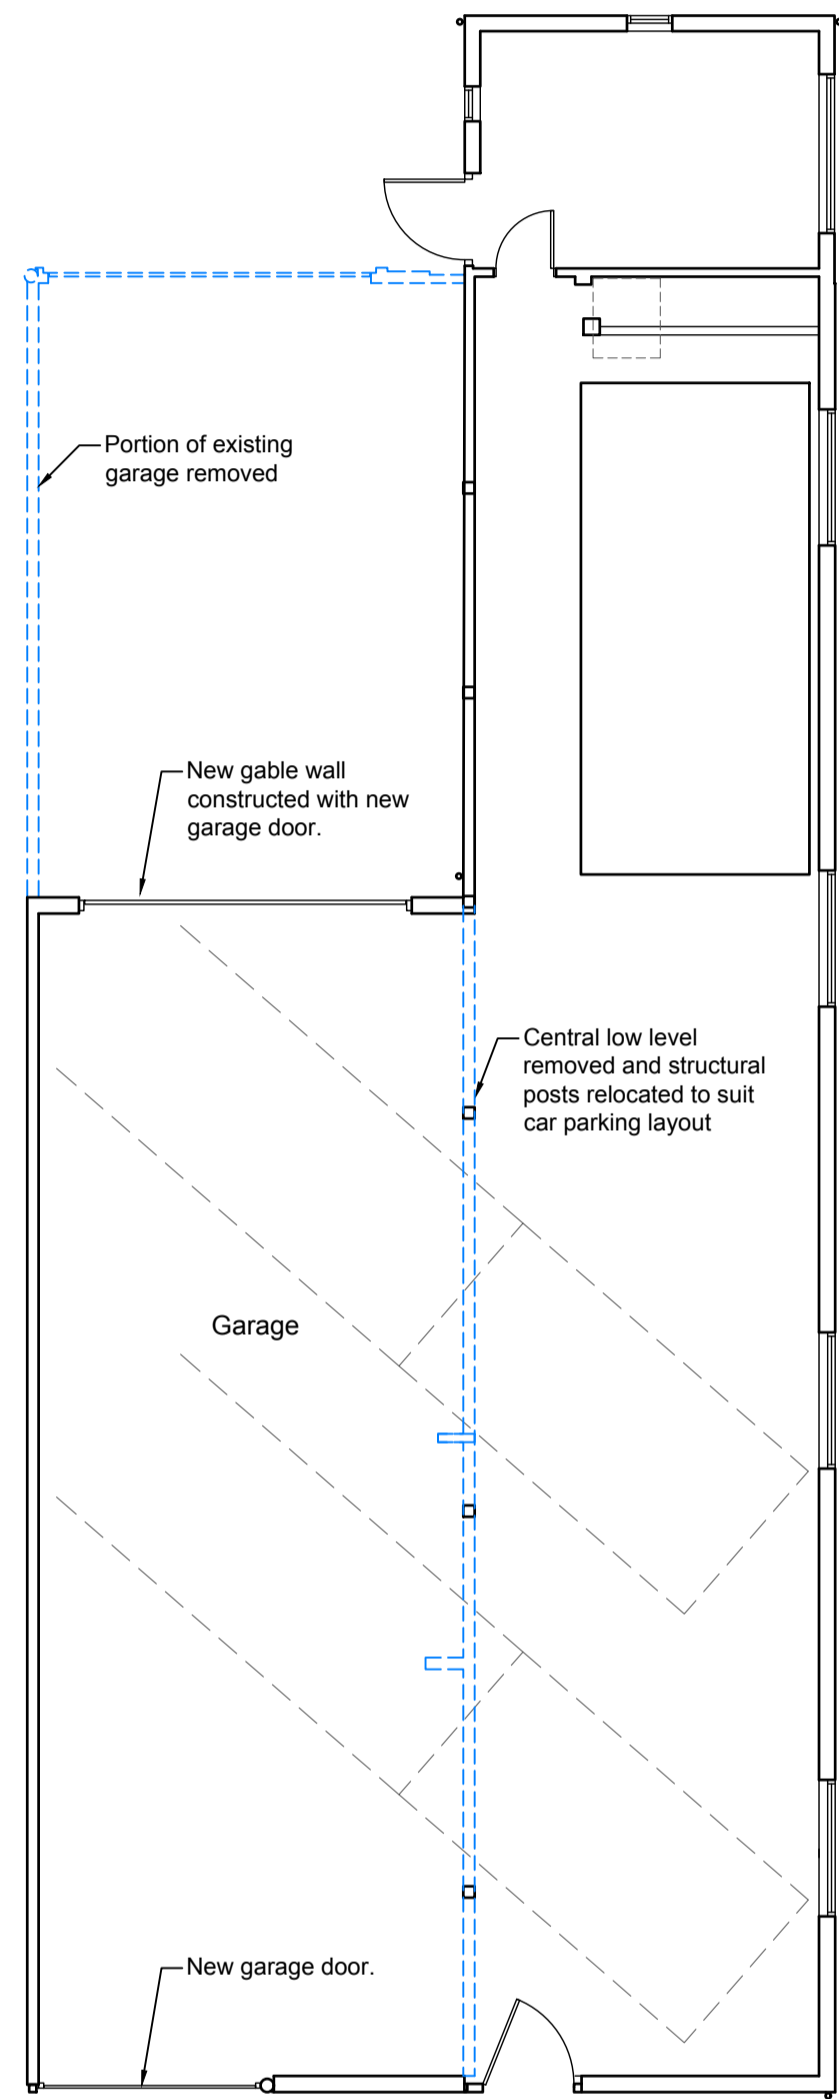 Portion of existing
garage removed
New gable wall
constructed with new
garage door.
Central low level
removed and structural
posts relocated to suit
car parking layout
Garage
New garage door.